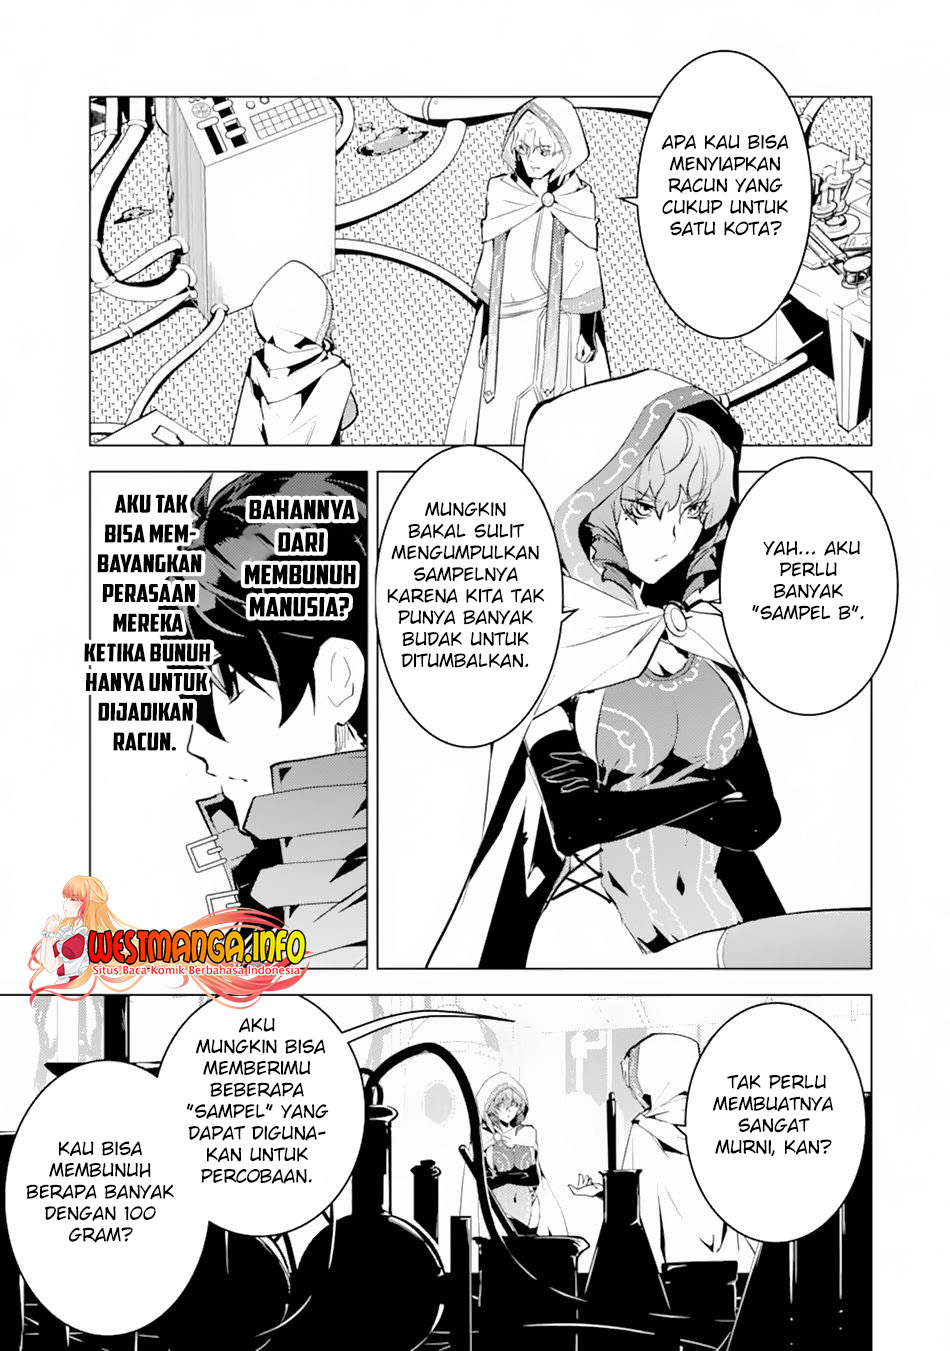 APA KAU BISA
MENYIAPKAN
RACUN YANG
CUKUP UNTUK
SATU KOTA?
YAH... AKU
PERLU
BANYAK
"SAMPEL B".
MUNGKIN
BAKAL SULIT
MENGUMPULKAN
SAMPELNYA
KARENA KITA TAK
PUNYA BANYAK
BUDAK UNTUK
DITUMBALKAN.
BAHANNYA
DARI
MEMBUNUH
MANUSIA?
AKU TAK
BISA MEM-
BAYANGKAN
PERASAAN
MEREKA
KETIKA BUNUH
HANYA UNTUK
DIJADIKAN
RACUN.
WESTMANGA.INFO
Situs Baca Komik Berbahasa Indonesia
TAK PERLU
MEMBUATNYA
SANGAT
MURNI, KAN?
AKU
MUNGKIN BISA
MEMBERIMU
BEBERAPA
"SAMPEL" YANG
DAPAT DIGUNA-
KAN UNTUK
PERCOBAAN.
KAU BISA
MEMBUNUH
BERAPA BANYAK
DENGAN 100
GRAM?